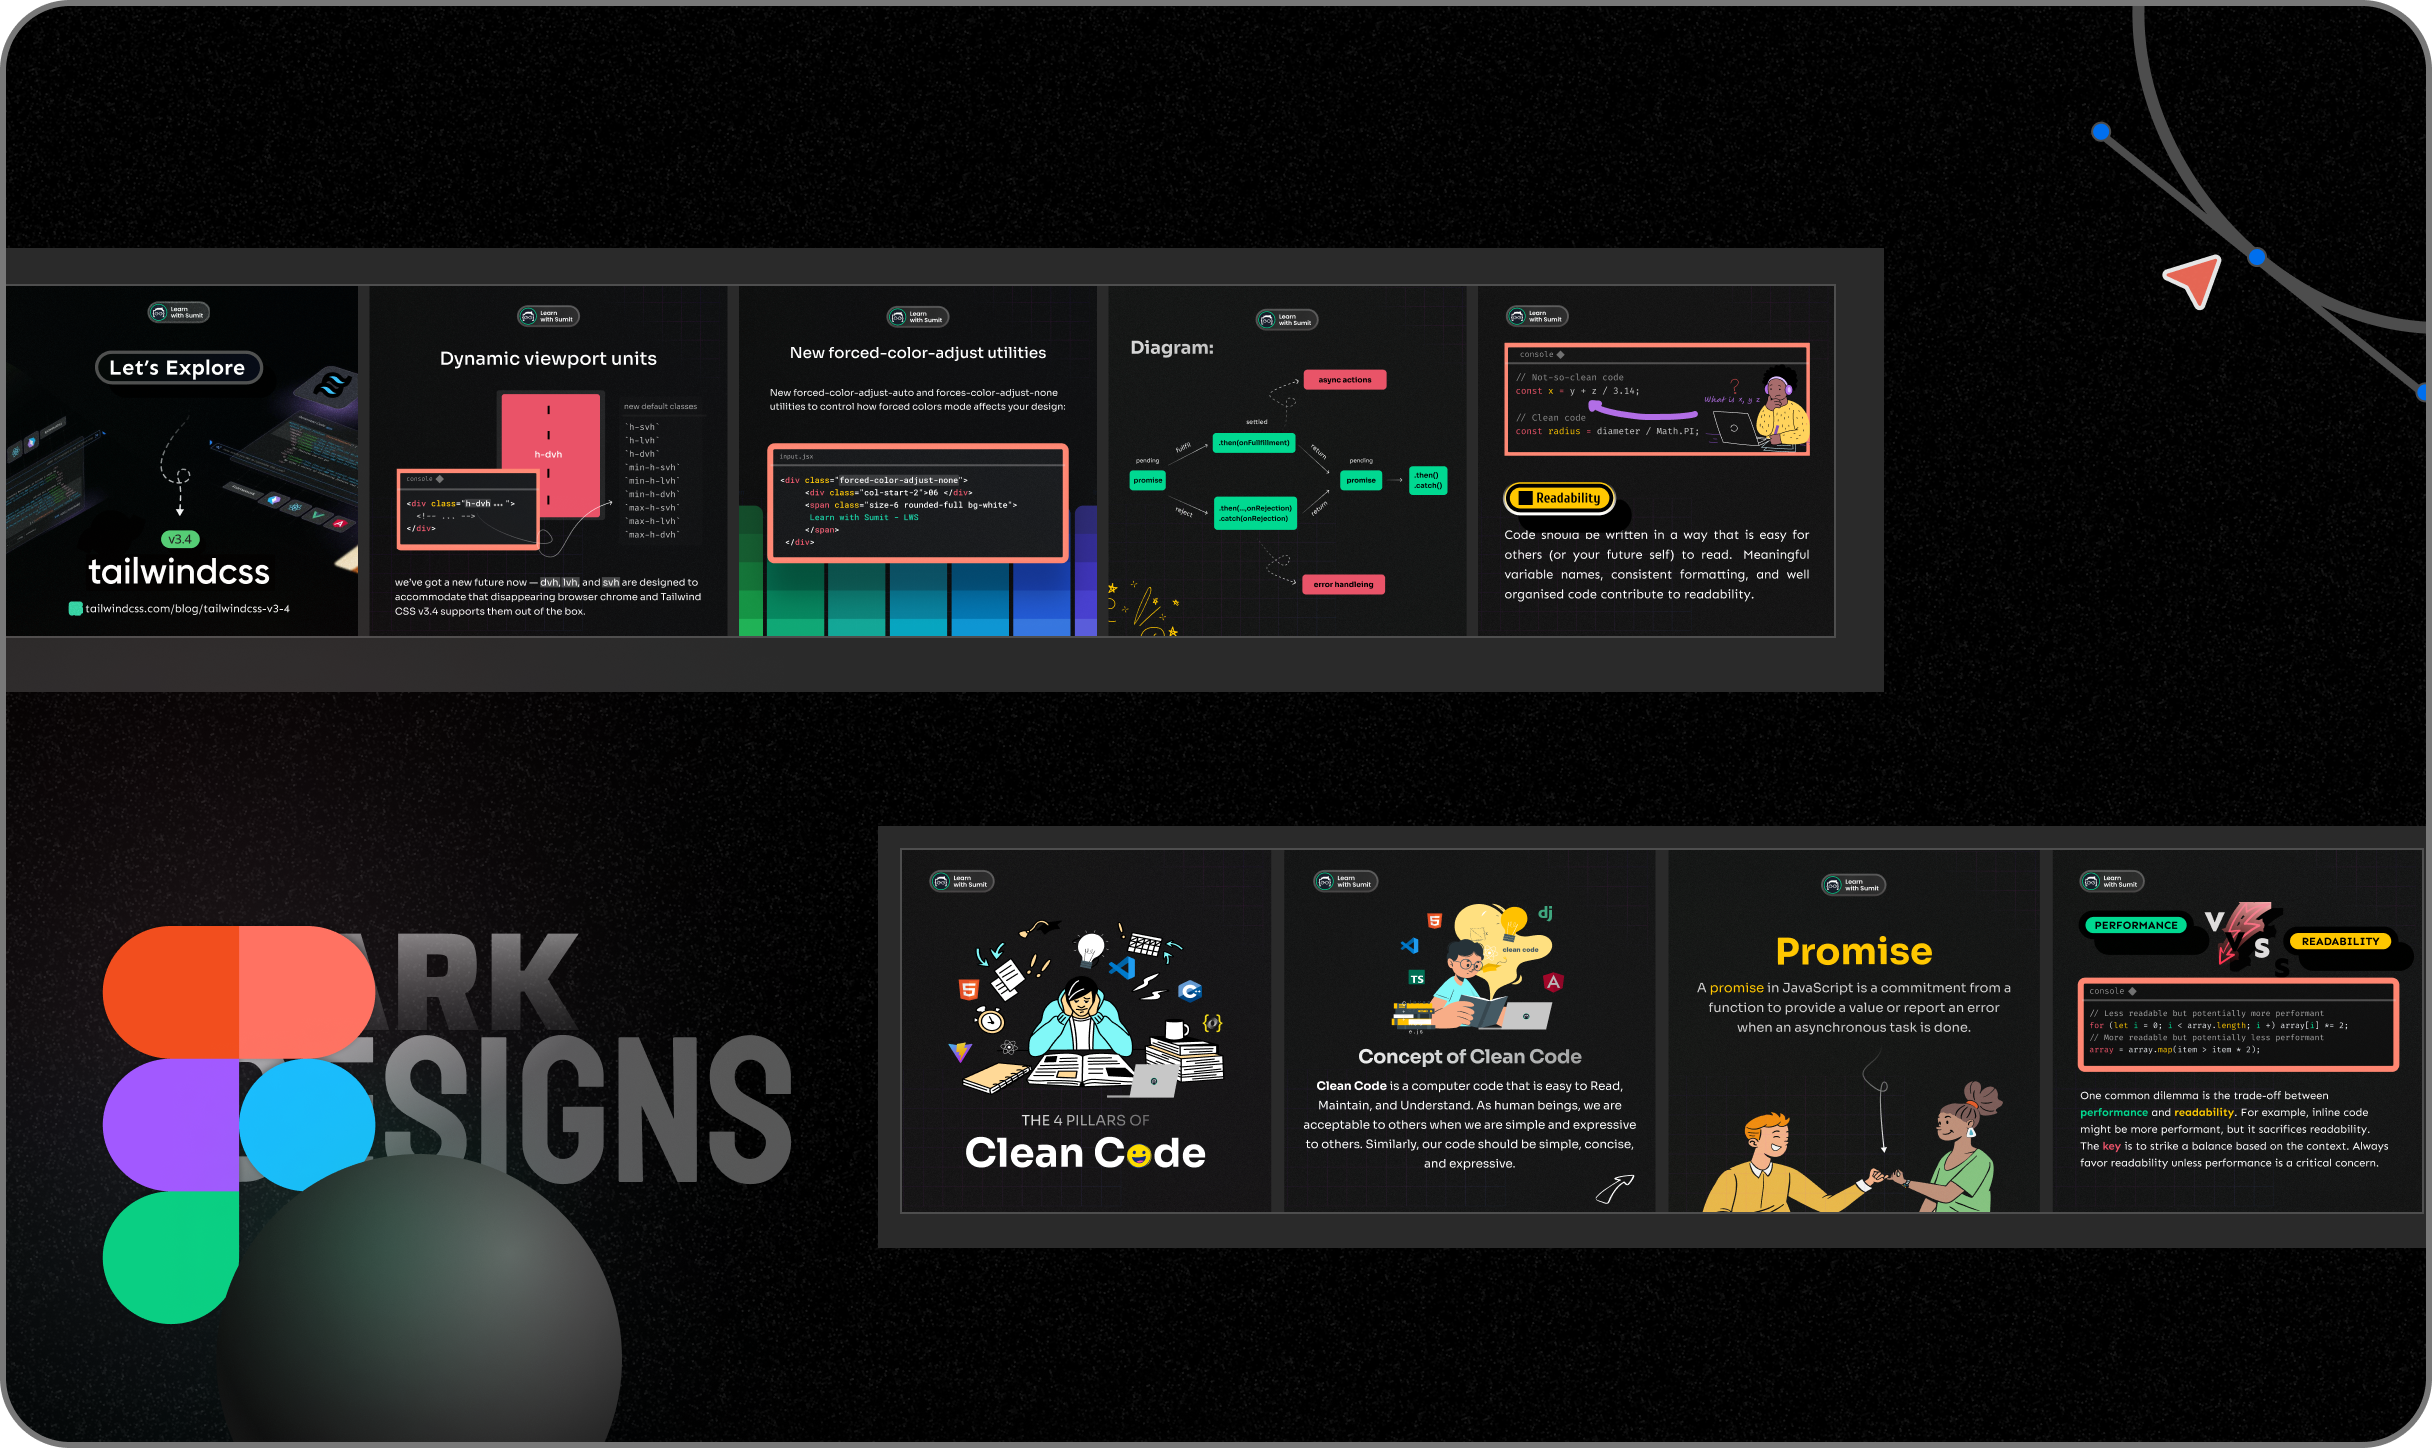 Learn
with Sumit
Let's Explore
v3.4
tailwindcss
tailwindcss.com/blog/tailwindcss-v3-4
Learn
with Sumit
Dynamic viewport units
h-dvh
new default classes
`h-svh`
`h-lvh`
`h-dvh`
`min-h-svh`
`min-h-lvh`
`min-h-dvh`
`max-h-svh`
`max-h-lvh`
`max-h-dvh`
console
<div class="h-dvh ...">
<!-- ... -->
</div>
we've got a new future now — dvh, lvh, and svh are designed to
accommodate that disappearing browser chrome and Tailwind
CSS v3.4 supports them out of the box.
Learn
with Sumit
New forced-color-adjust utilities
New forced-color-adjust-auto and forces-color-adjust-none
utilities to control how forced colors mode affects your design:
input.jsx
<div class="forced-color-adjust-none">
<div class="col-start-2">06 </div>
<span class="size-6 rounded-full bg-white">
Learn with Sumit - LWS
</span>
</div>
Learn
with Sumit
Diagram:
async actions
settled
.then(onFullfillment)
fulfill
return
pending
promise
pending
promise
.then()
.catch()
reject
.then(...,onRejection)
.catch(onRejection)
return
error handleing
Learn
with Sumit
console
// Not-so-clean code
const x = y + z / 3.14;
// Clean code
const radius = diameter / Math.PI;
?
What is x, y z
Readability
Code should be written in a way that is easy for
others (or your future self) to read. Meaningful
variable names, consistent formatting, and well
organised code contribute to readability.
ARK
ESIGNS
Learn
with Sumit
THE 4 PILLARS OF
Clean Code
Learn
with Sumit
dj
clean code
TS
A
Concept of Clean Code
Clean Code is a computer code that is easy to Read,
Maintain, and Understand. As human beings, we are
acceptable to others when we are simple and expressive
to others. Similarly, our code should be simple, concise,
and expressive.
Learn
with Sumit
Promise
A promise in JavaScript is a commitment from a
function to provide a value or report an error
when an asynchronous task is done.
Learn
with Sumit
PERFORMANCE
VS
READABILITY
console
// Less readable but potentially more performant
for (let i = 0; i < array.length; i +) array[i] *= 2;
// More readable but potentially less performant
array = array.map(item > item * 2);
One common dilemma is the trade-off between
performance and readability. For example, inline code
might be more performant, but it sacrifices readability.
The key is to strike a balance based on the context. Always
favor readability unless performance is a critical concern.